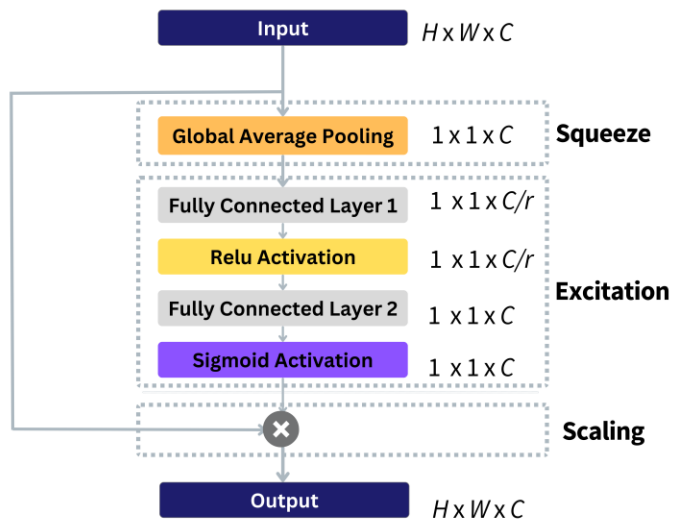 Input H x W x C
Global Average Pooling 1 x 1 x C Squeeze
Fully Connected Layer 1 1 x 1 x C/r
Relu Activation 1 x 1 x C/r
Excitation
Fully Connected Layer 2 1 x 1 x C
Sigmoid Activation 1 x 1 x C
Scaling
Output H x W x C